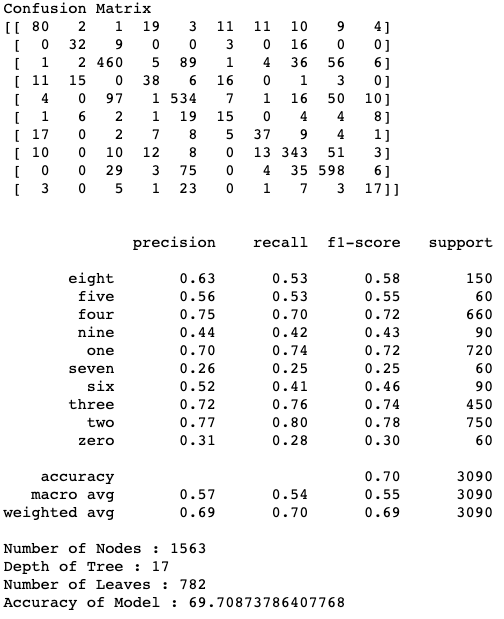 Confusion Matrix
[[ 80 2 1 19 3 11 11 10 9 4]
[ 0 32 9 0 0 3 0 16 0 0]
[ 1 2 460 5 89 1 4 36 56 6]
[ 11 15 0 38 6 16 0 1 3 0]
[ 4 0 97 1 534 7 1 16 50 10]
[ 1 6 2 1 19 15 0 4 4 8]
[ 17 0 2 7 8 5 37 9 4 1]
[ 10 0 10 12 8 0 13 343 51 3]
[ 0 0 29 3 75 0 4 35 598 6]
[ 3 0 5 1 23 0 1 7 3 17]]
precision recall f1-score support
eight 0.63 0.53 0.58 150
five 0.56 0.53 0.55 60
four 0.75 0.70 0.72 660
nine 0.44 0.42 0.43 90
one 0.70 0.74 0.72 720
seven 0.26 0.25 0.25 60
six 0.52 0.41 0.46 90
three 0.72 0.76 0.74 450
two 0.77 0.80 0.78 750
zero 0.31 0.28 0.30 60
accuracy 0.70 3090
macro avg 0.57 0.54 0.55 3090
weighted avg 0.69 0.70 0.69 3090
Number of Nodes : 1563
Depth of Tree : 17
Number of Leaves : 782
Accuracy of Model : 69.70873786407768